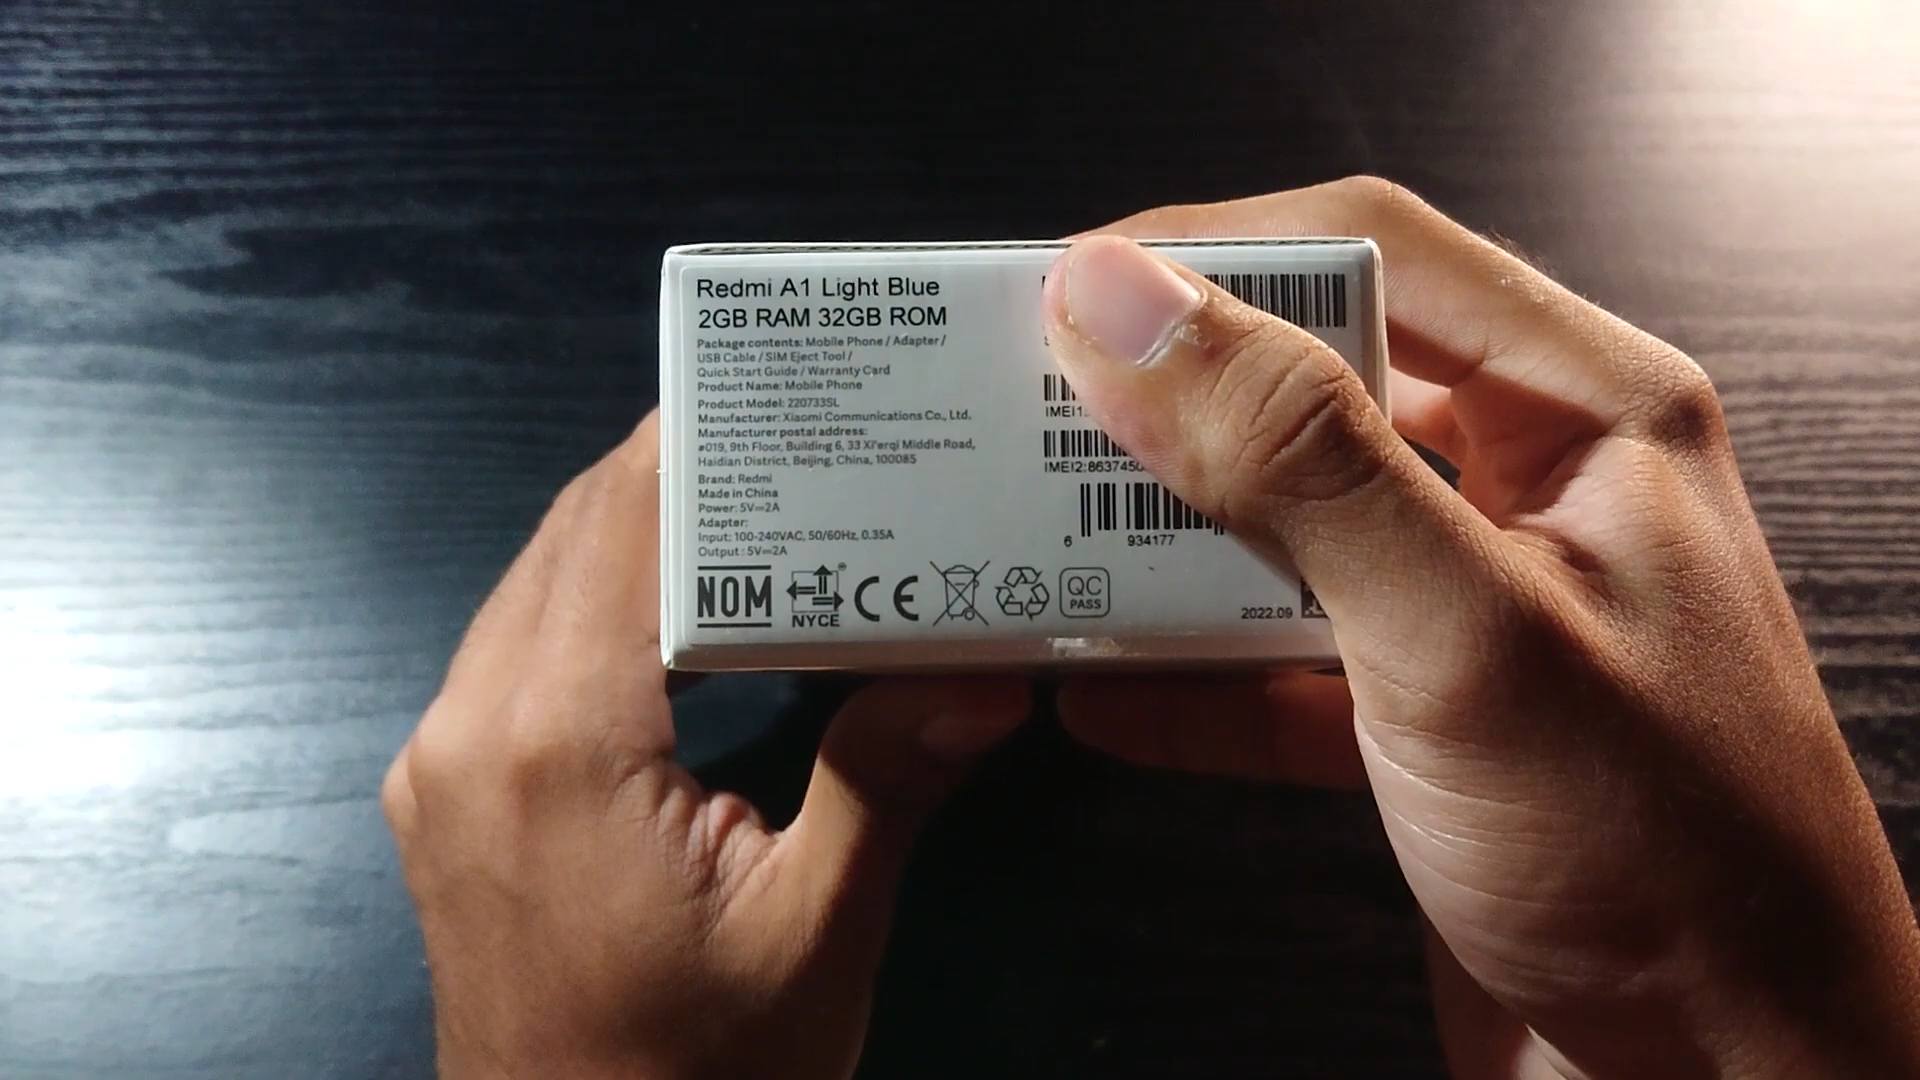 Redmi A1 Light Blue
2GB RAM 32GB ROM
Package contents: Mobile Phone / Adapter /
USB Cable / SIM Eject Tool /
Quick Start Guide / Warranty Card
Product Name: Mobile Phone
Product Model: 220733SL
Manufacturer: Xiaomi Communications Co., Ltd.
Manufacturer postal address:
#019, 9th Floor, Building 6, 33 Xi'erqi Middle Road,
Haidian District, Beijing, China, 100085
Brand: Redmi
Made in China
Power: 5V⎓2A
Adapter:
Input: 100-240VAC, 50/60Hz, 0.35A
Output: 5V⎓2A
NOM
NYCE
CE
QC
PASS
IMEI1:
IMEI2:8637450
6 934177
2022.09